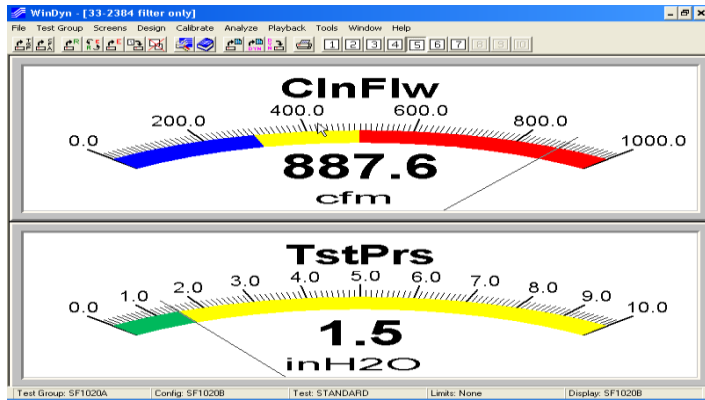 WinDyn - [33-2384 filter only]
File Test Group Screens Design Calibrate Analyze Playback Tools Window Help
1 2 3 4 5 6 7 8 9 10
ClnFlw
0.0 200.0 400.0 600.0 800.0 1000.0
887.6
cfm
TstPrs
0.0 1.0 2.0 3.0 4.0 5.0 6.0 7.0 8.0 9.0 10.0
1.5
inH2O
Test Group: SF1020A Config: SF1020B Test: STANDARD Limits: None Display: SF1020B